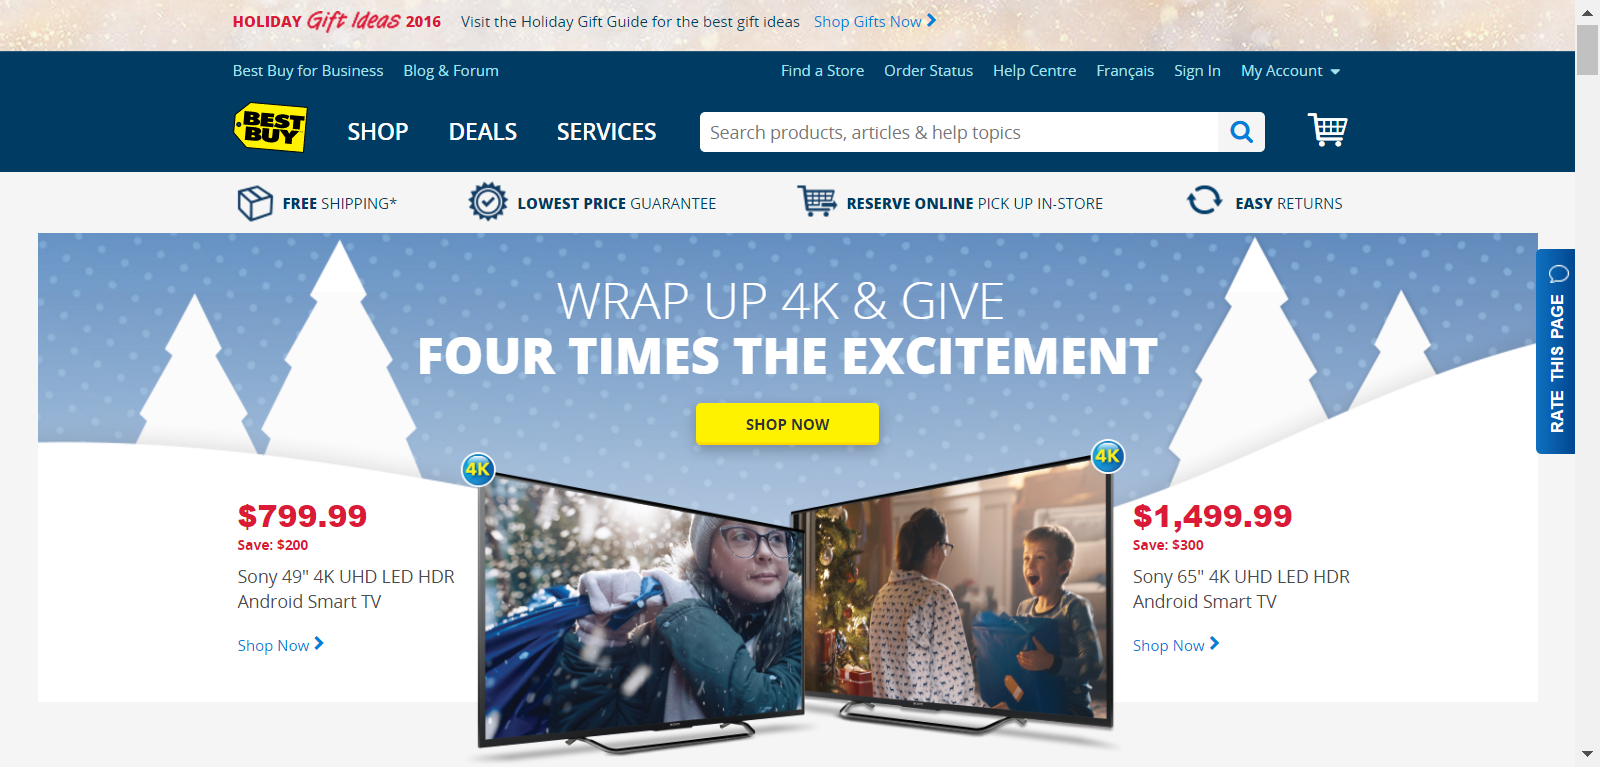 HOLIDAY Gift Ideas 2016 Visit the Holiday Gift Guide for the best gift ideas Shop Gifts Now
Best Buy for Business Blog & Forum Find a Store Order Status Help Centre Français Sign In My Account
BEST BUY SHOP DEALS SERVICES Search products, articles & help topics
FREE SHIPPING* LOWEST PRICE GUARANTEE RESERVE ONLINE PICK UP IN-STORE EASY RETURNS
WRAP UP 4K & GIVE
FOUR TIMES THE EXCITEMENT
SHOP NOW
RATE THIS PAGE
4K
4K
$799.99
Save: $200
Sony 49" 4K UHD LED HDR
Android Smart TV
Shop Now
$1,499.99
Save: $300
Sony 65" 4K UHD LED HDR
Android Smart TV
Shop Now